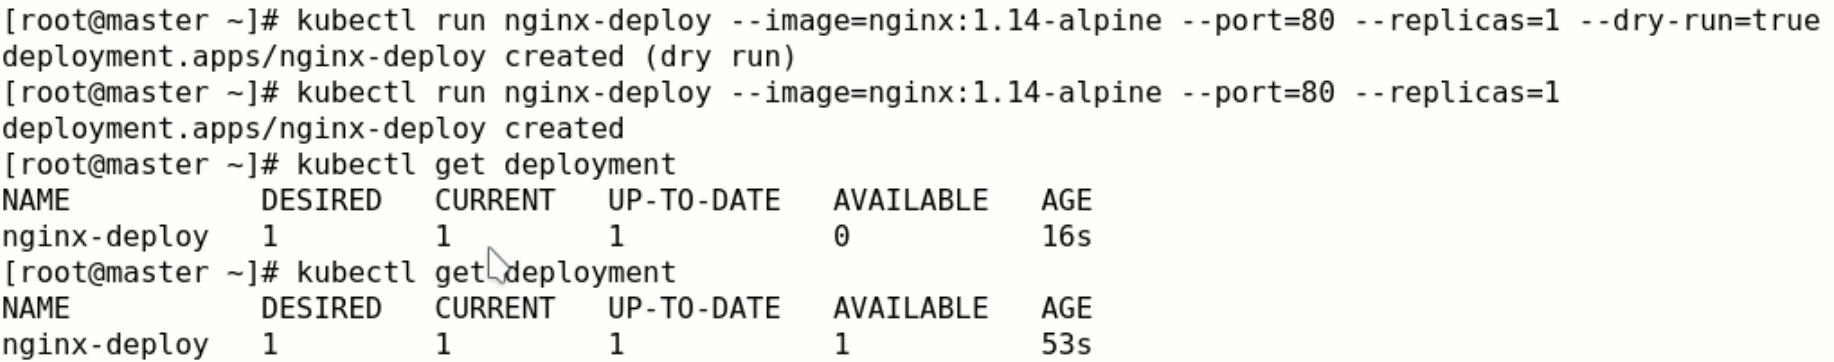 [root@master ~]# kubectl run nginx-deploy --image=nginx:1.14-alpine --port=80 --replicas=1 --dry-run=true
deployment.apps/nginx-deploy created (dry run)
[root@master ~]# kubectl run nginx-deploy --image=nginx:1.14-alpine --port=80 --replicas=1
deployment.apps/nginx-deploy created
[root@master ~]# kubectl get deployment
NAME           DESIRED   CURRENT   UP-TO-DATE   AVAILABLE   AGE
nginx-deploy   1         1         1            0           16s
[root@master ~]# kubectl get deployment
NAME           DESIRED   CURRENT   UP-TO-DATE   AVAILABLE   AGE
nginx-deploy   1         1         1            1           53s